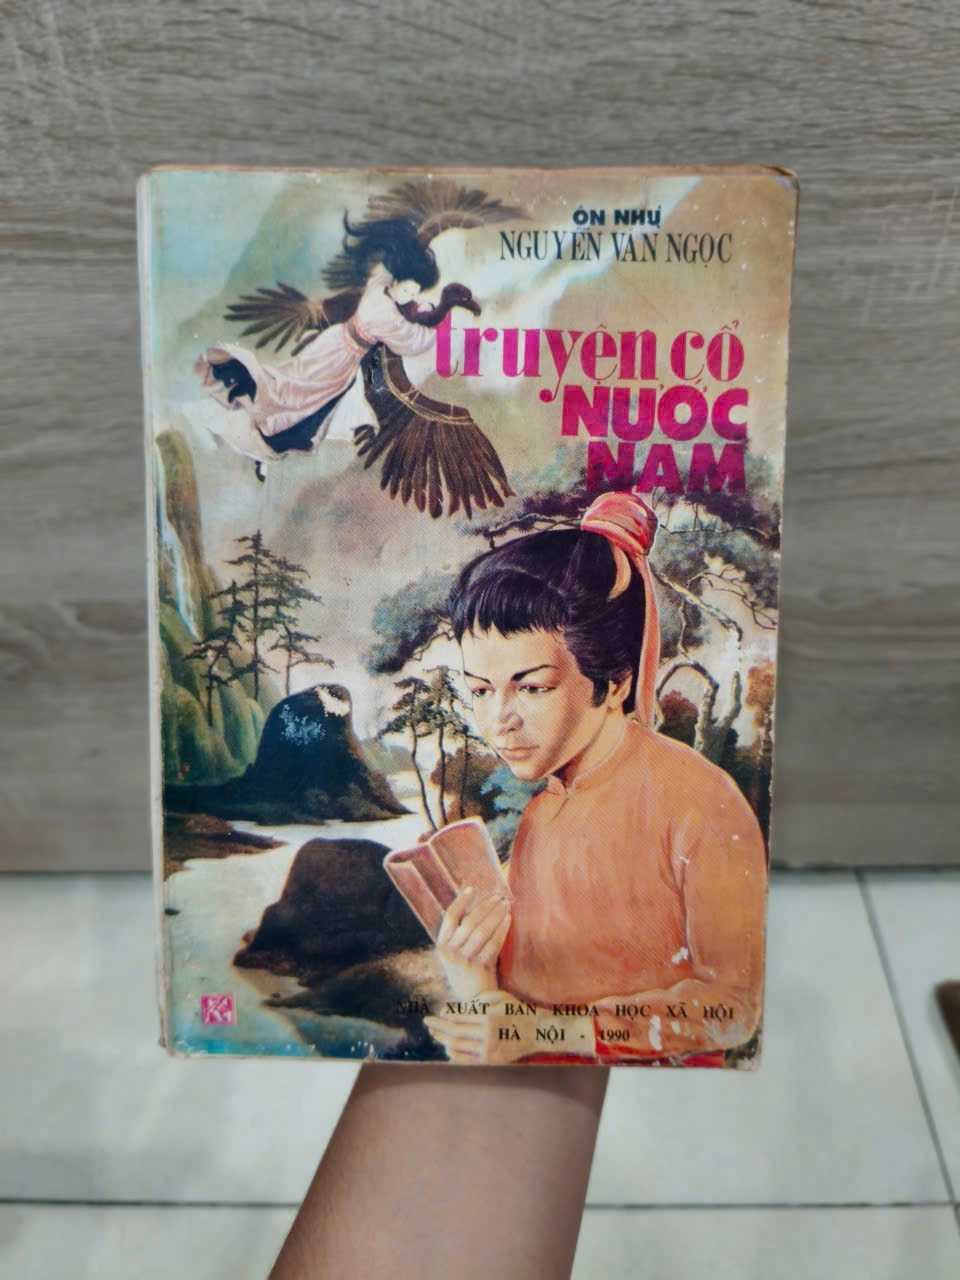 ÔN NHƯ
NGUYỄN VĂN NGỌC
truyện cổ
NƯỚC
NAM
NHÀ XUẤT BẢN KHOA HỌC XÃ HỘI
HÀ NỘI - 1990